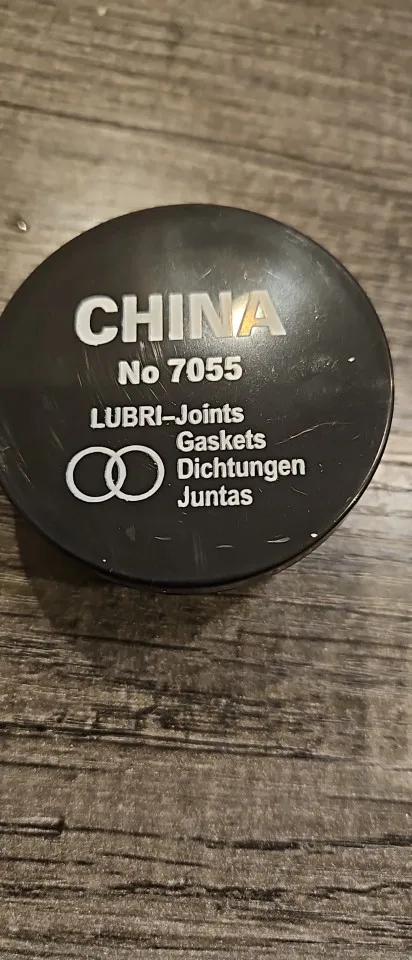 CHINA
No 7055
LUBRI-Joints
Gaskets
Dichtungen
Juntas